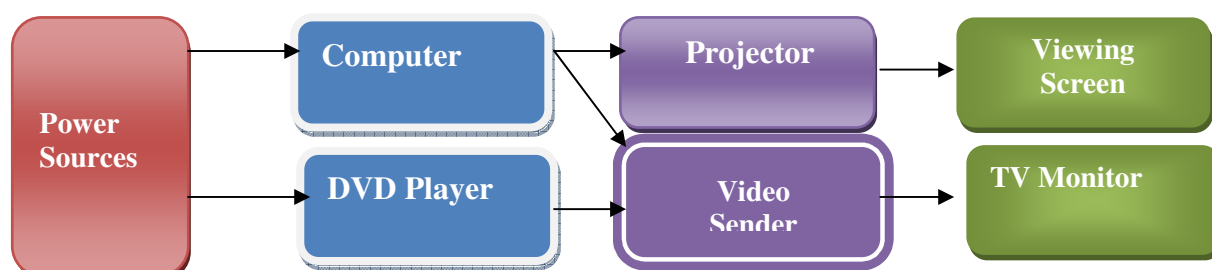 Power
Sources
Computer
DVD Player
Projector
Video
Sender
Viewing
Screen
TV Monitor